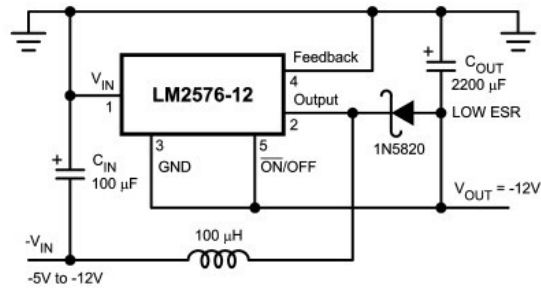 Feedback
4
V_IN
1
LM2576-12
Output
2
+
C_OUT
2200 μF
LOW ESR
1N5820
3
GND
5
O̅N̅/OFF
+
C_IN
100 μF
V_OUT = -12V
100 μH
-V_IN
-5V to -12V